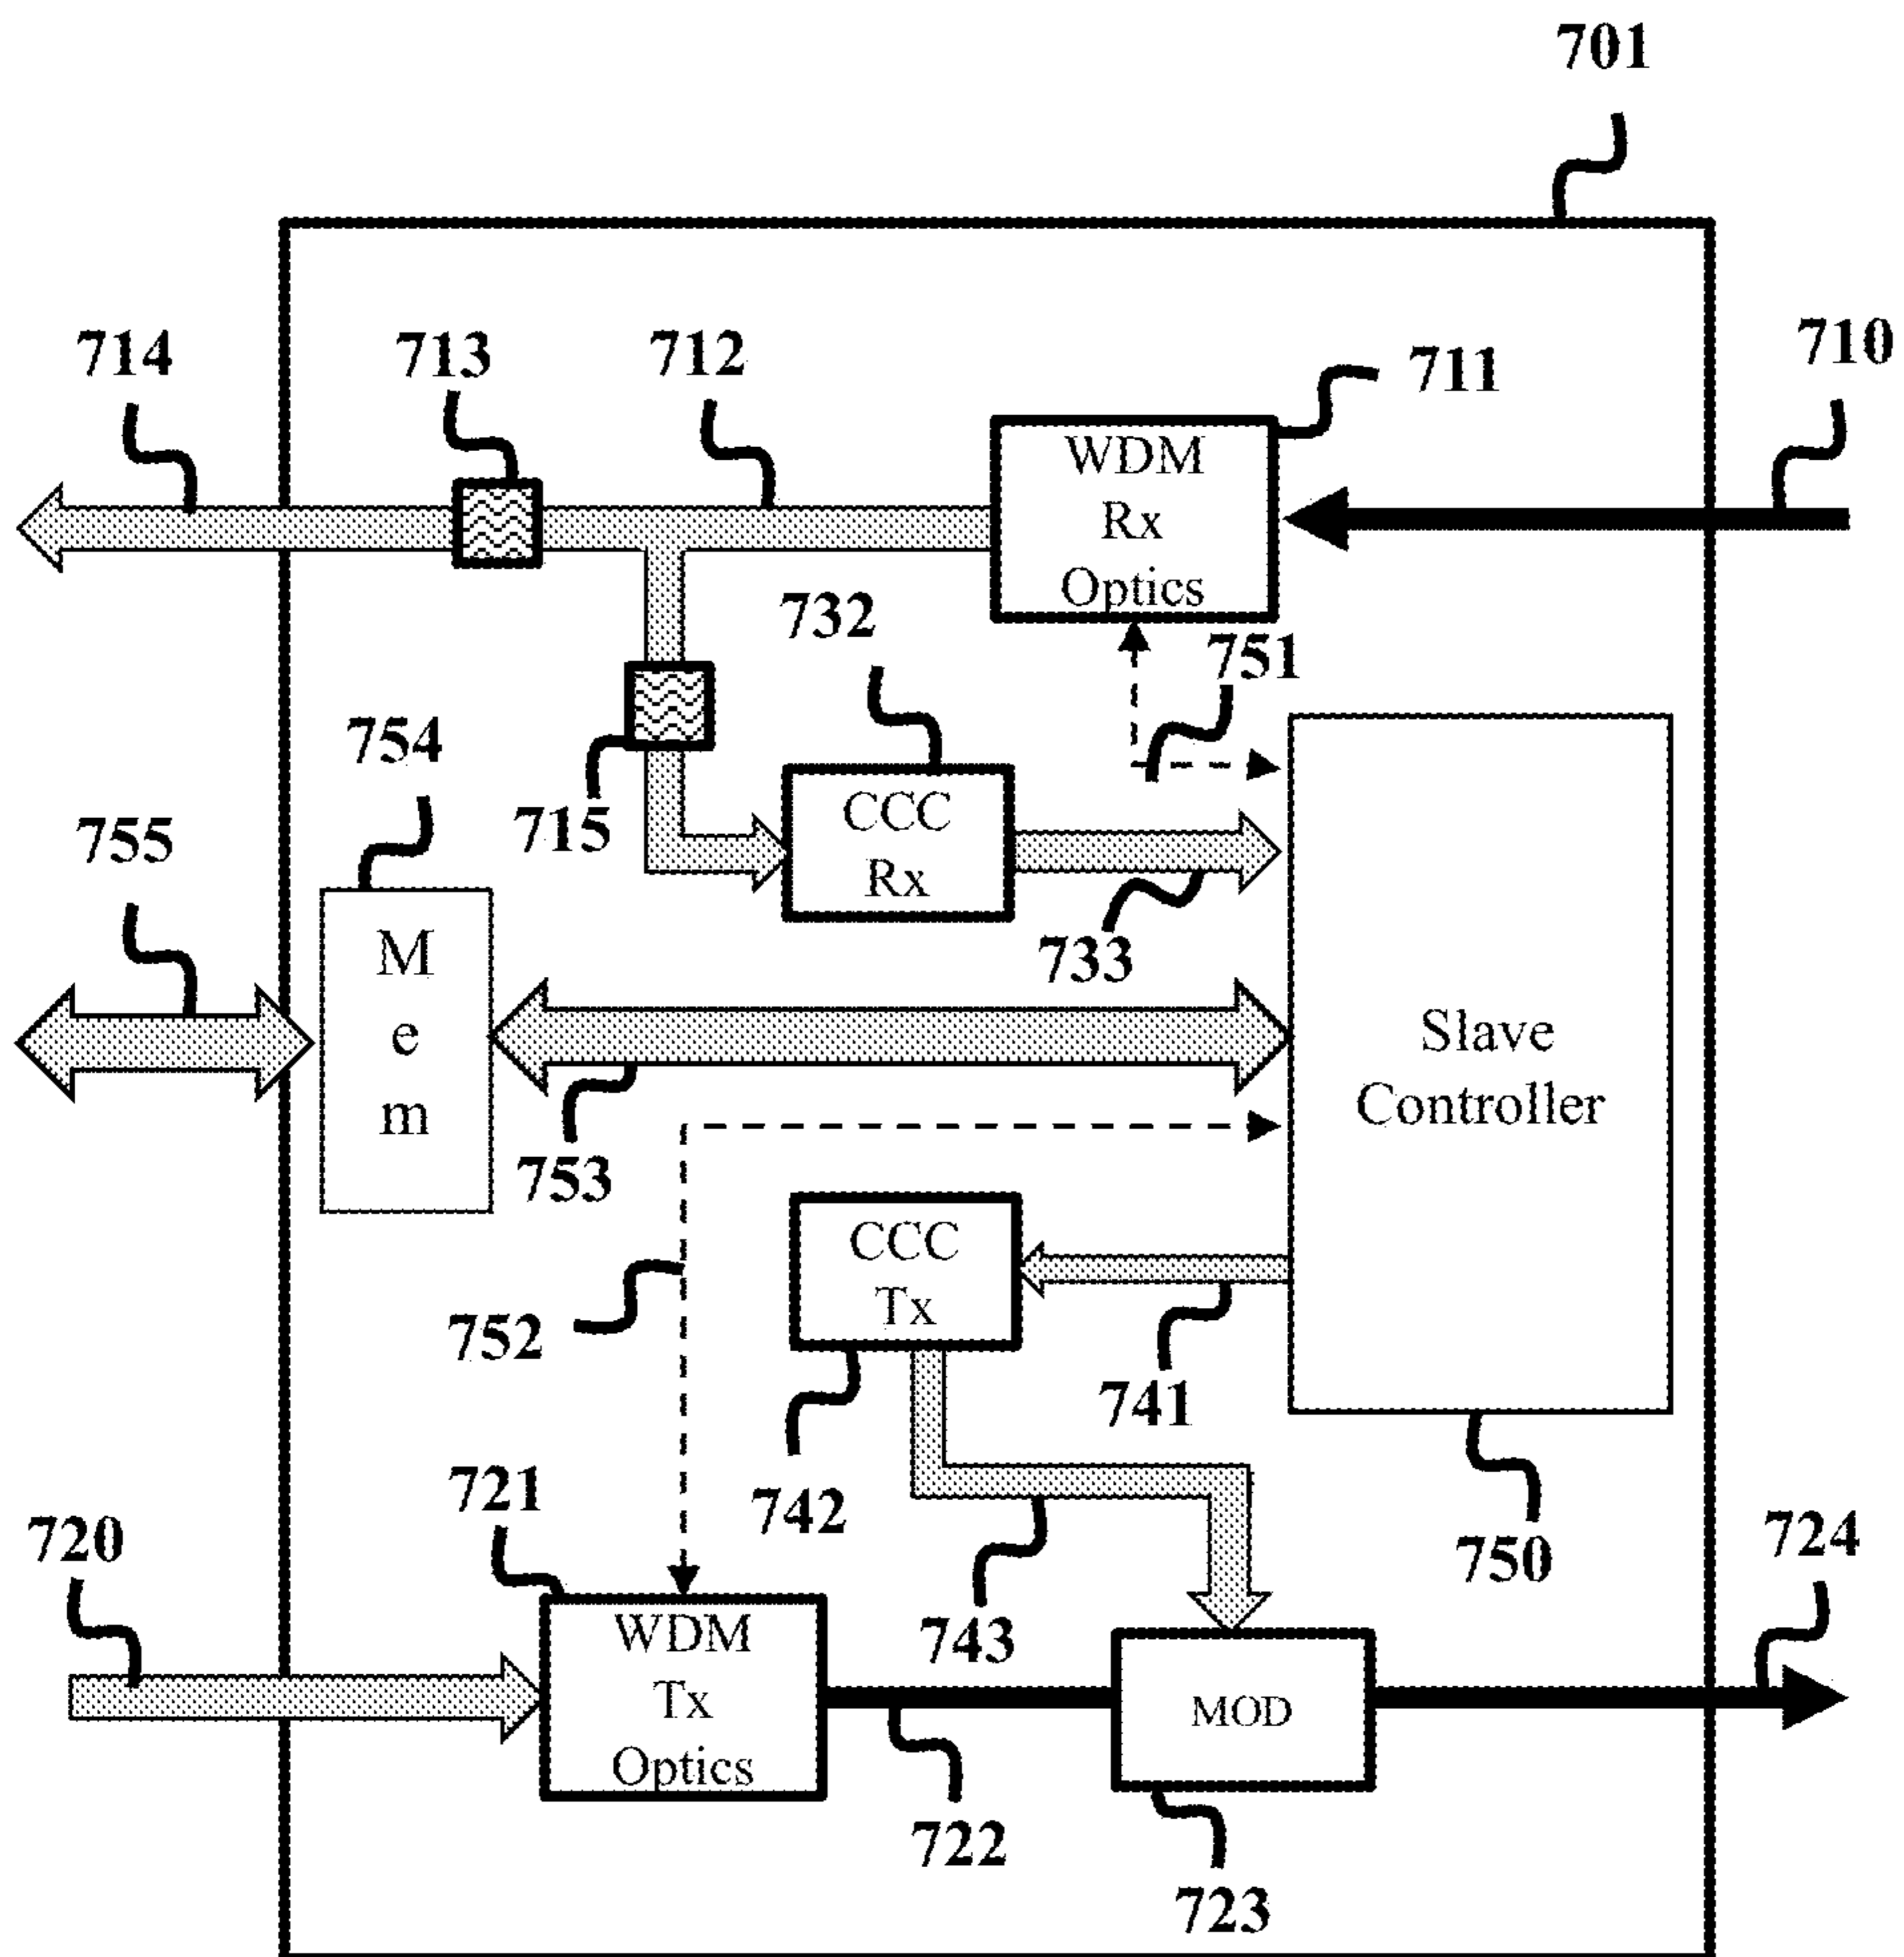 701
714
713
712
711
710
WDM
Rx
Optics
732
751
754
715
CCC
Rx
755
733
M
e
m
Slave
Controller
753
CCC
Tx
752
741
721
742
720
750
724
WDM
Tx
Optics
743
MOD
722
723